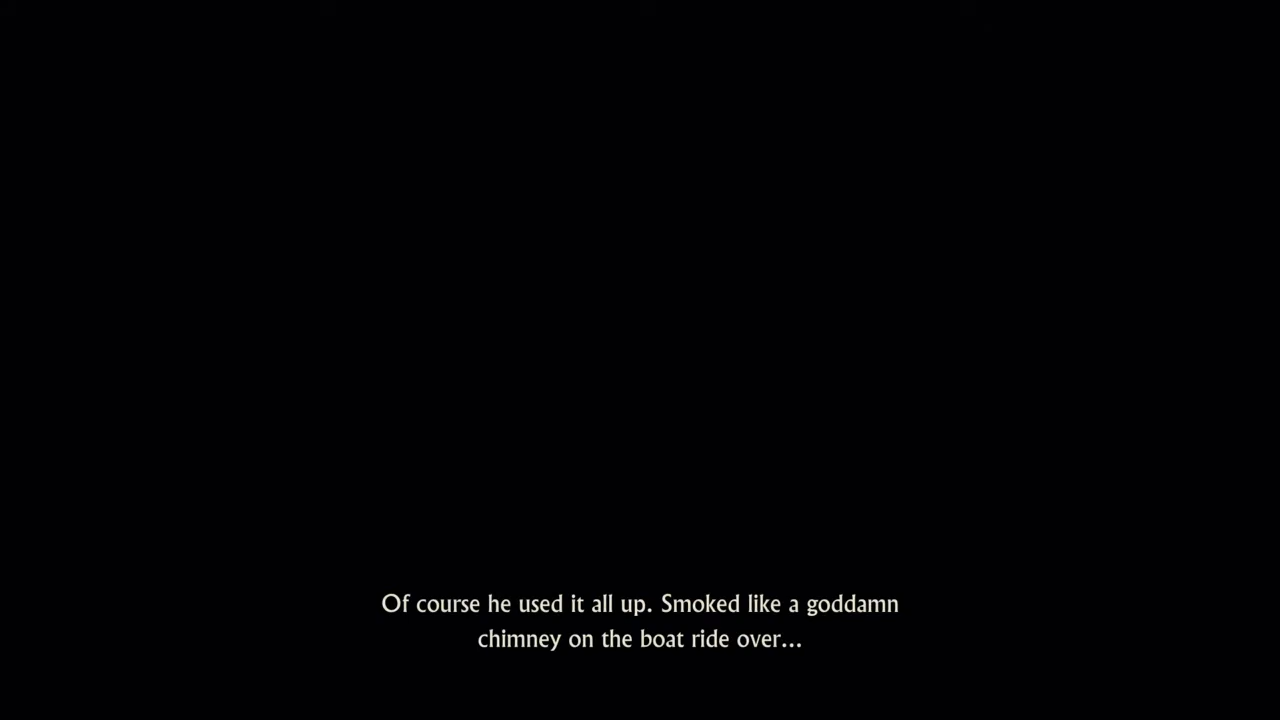 Of course he used it all up. Smoked like a goddamn
chimney on the boat ride over...